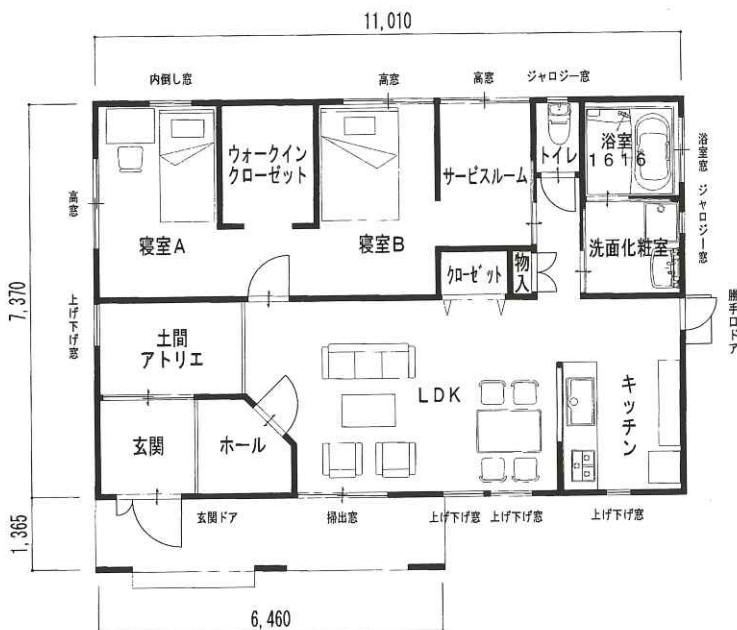 11,010
内倒し窓
高窓
高窓
ジャロジー窓
ウォークイン
クローゼット
サービスルーム
トイレ
浴室
1616
浴室窓
ジャロジー窓
高窓
寝室A
寝室B
洗面化粧室
クローゼット
物入
7,370
上げ下げ窓
土間
アトリエ
勝手口ドア
LDK
キッチン
玄関
ホール
玄関ドア
掃出窓
上げ下げ窓
上げ下げ窓
上げ下げ窓
1,365
6,460